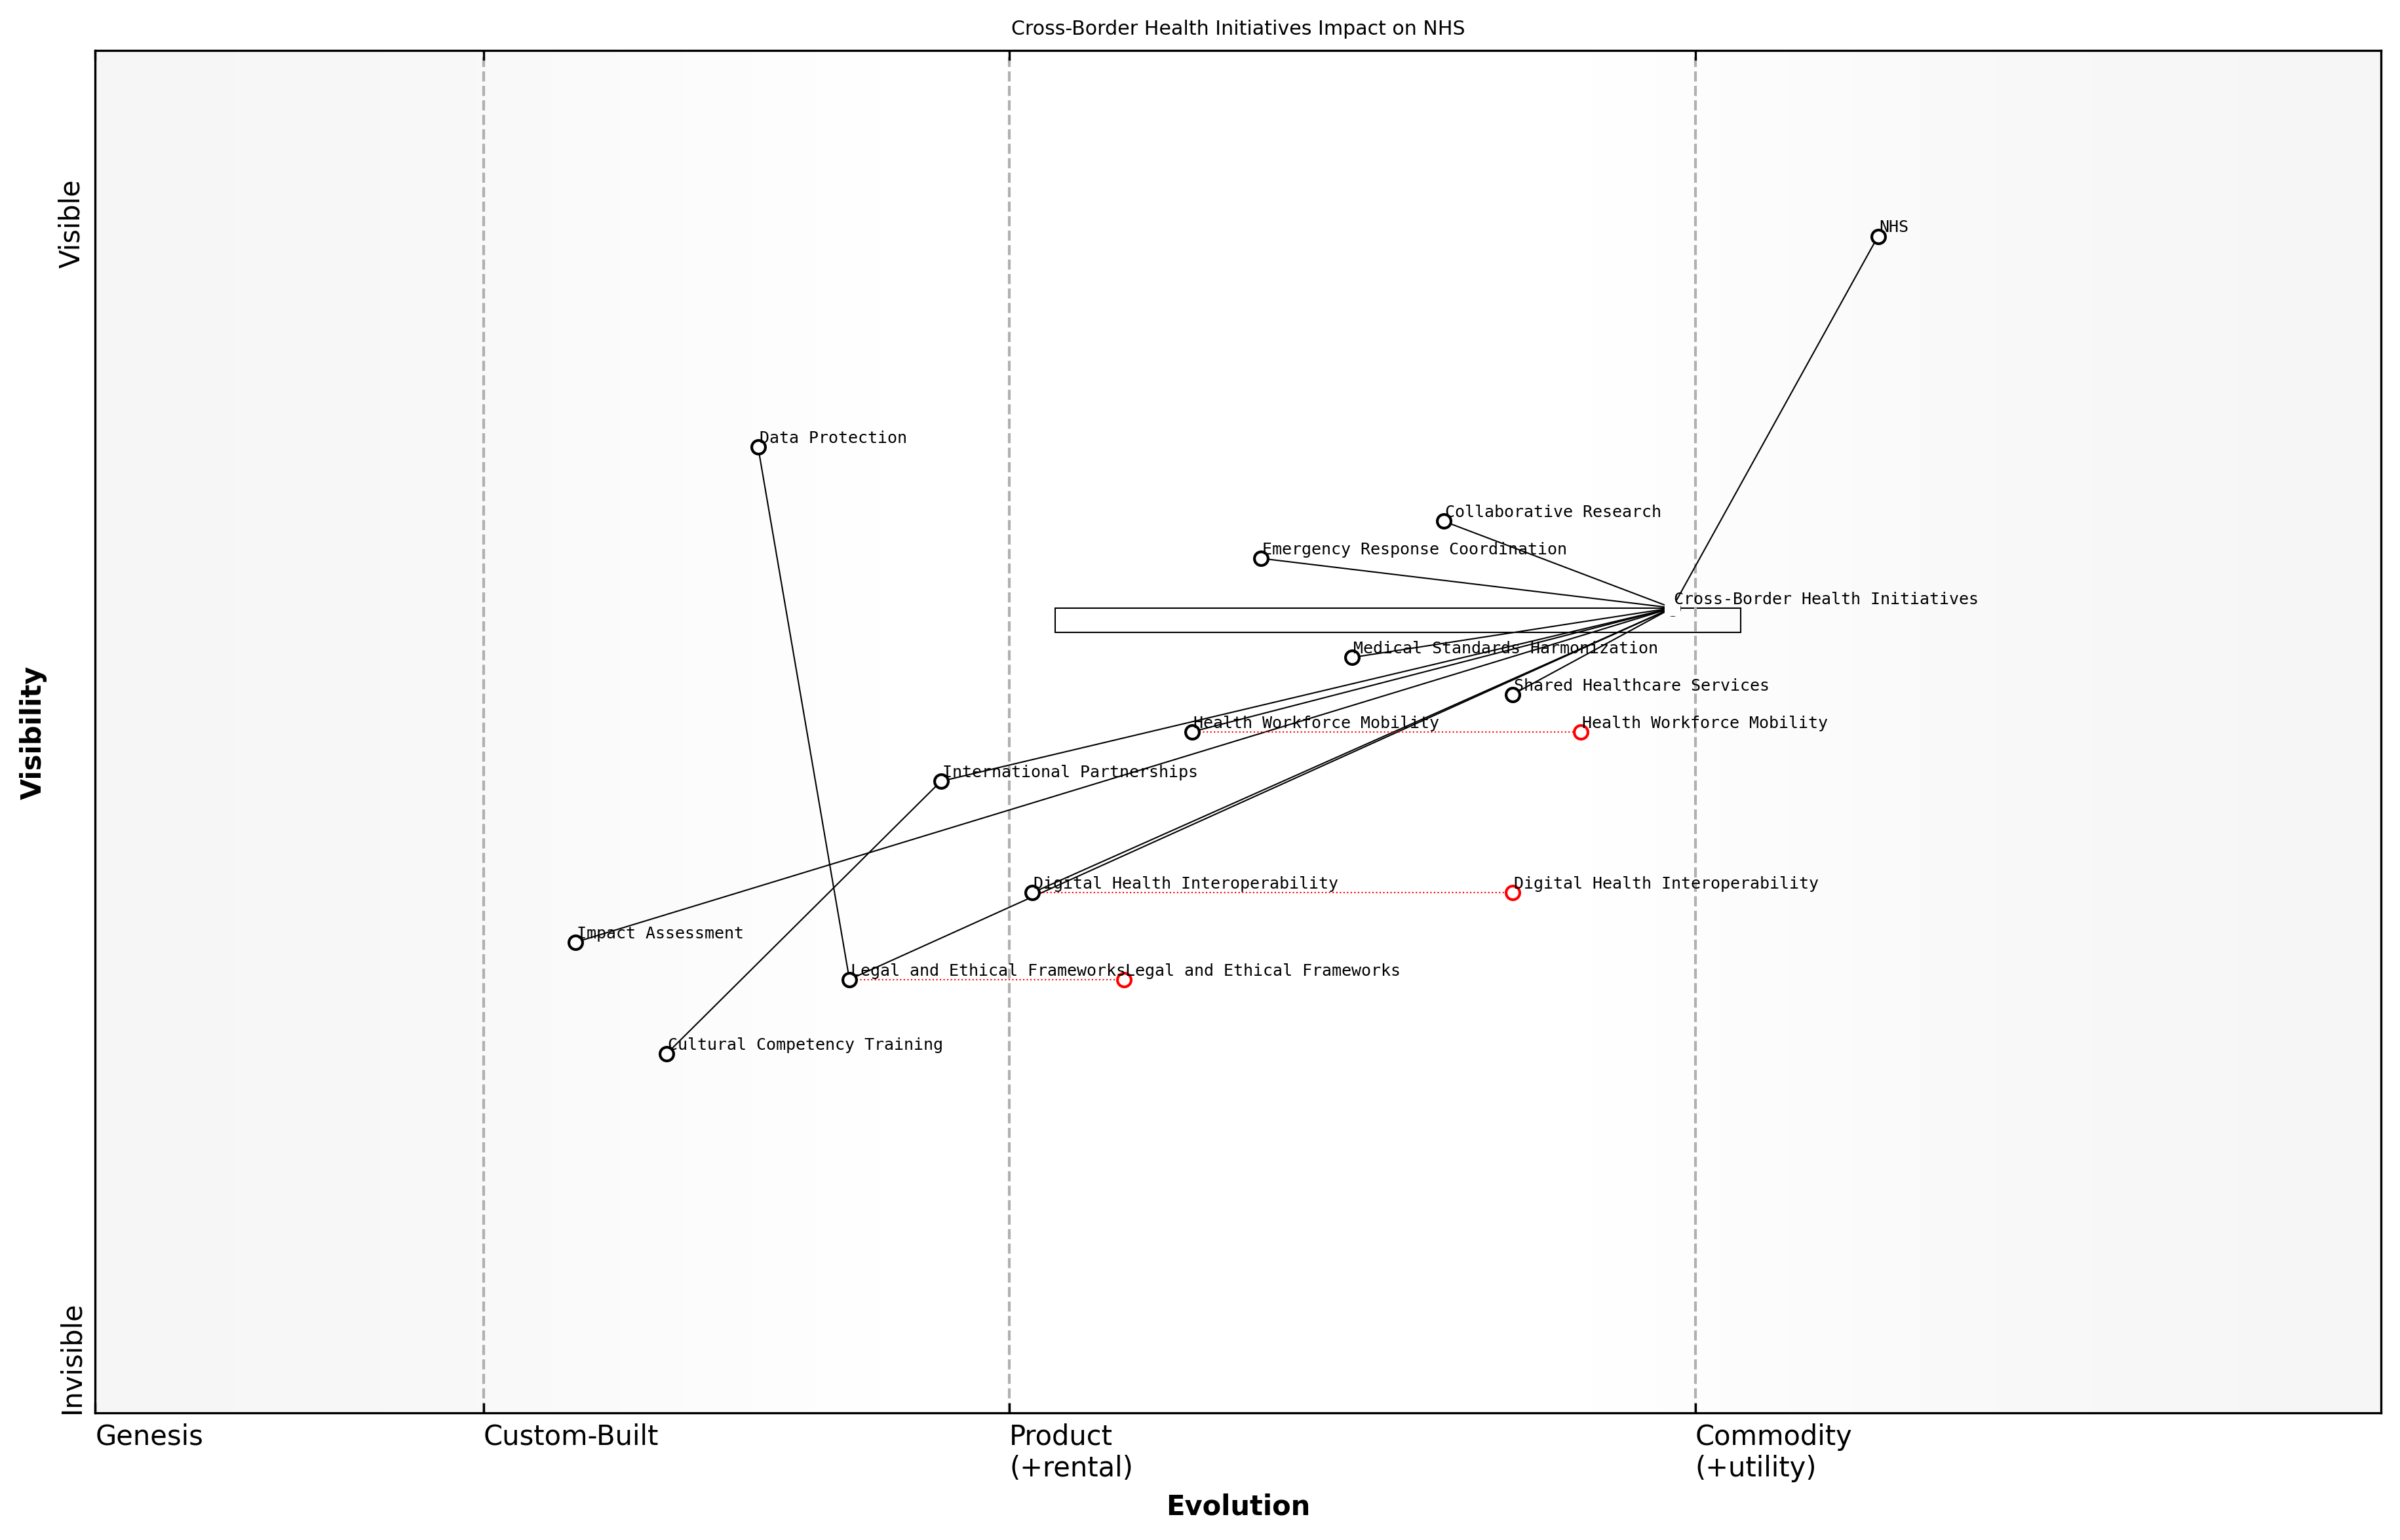 Cross-Border Health Initiatives Impact on NHS
Visible
NHS
Data Protection
Collaborative Research
Emergency Response Coordination
Cross-Border Health Initiatives
Medical Standards Harmonization
Shared Healthcare Services
Health Workforce Mobility
Health Workforce Mobility
Visibility
International Partnerships
Digital Health Interoperability
Digital Health Interoperability
Impact Assessment
Legal and Ethical Frameworks
Legal and Ethical Frameworks
Cultural Competency Training
Invisible
Genesis
Custom-Built
Product
(+rental)
Commodity
(+utility)
Evolution